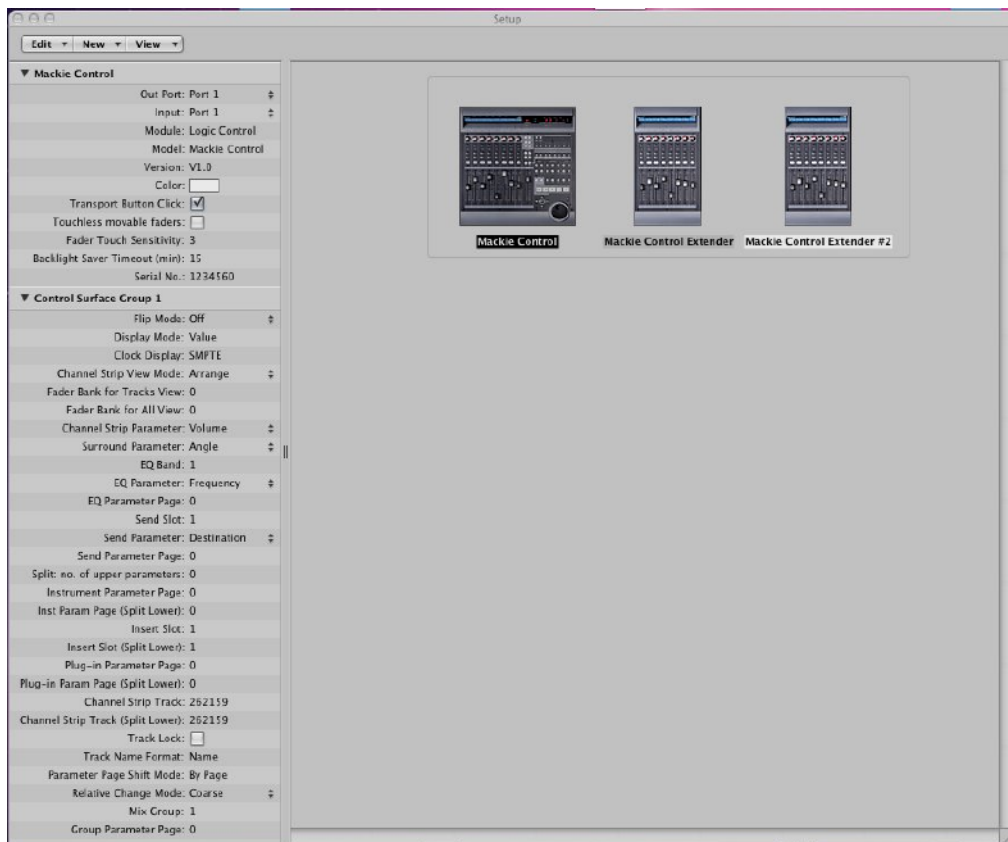 Setup
Edit New View
Mackie Control
Out Port: Port 1
Input: Port 1
Module: Logic Control
Model: Mackie Control
Version: V1.0
Color:
Transport Button Click:
Touchless movable faders:
Fader Touch Sensitivity: 3
Backlight Saver Timeout (min): 15
Serial No.: 1234560
Control Surface Group 1
Flip Mode: Off
Display Mode: Value
Clock Display: SMPTE
Channel Strip View Mode: Arrange
Fader Bank for Tracks View: 0
Fader Bank for All View: 0
Channel Strip Parameter: Volume
Surround Parameter: Angle
EQ Band: 1
EQ Parameter: Frequency
EQ Parameter Page: 0
Send Slot: 1
Send Parameter: Destination
Send Parameter Page: 0
Split: no. of upper parameters: 0
Instrument Parameter Page: 0
Inst Param Page (Split Lower): 0
Insert Slot: 1
Insert Slot (Split Lower): 1
Plug-in Parameter Page: 0
Plug-in Param Page (Split Lower): 0
Channel Strip Track: 262159
Channel Strip Track (Split Lower): 262159
Track Lock:
Track Name Format: Name
Parameter Page Shift Mode: By Page
Relative Change Mode: Coarse
Mix Group: 1
Group Parameter Page: 0
Mackie Control
Mackie Control Extender
Mackie Control Extender #2